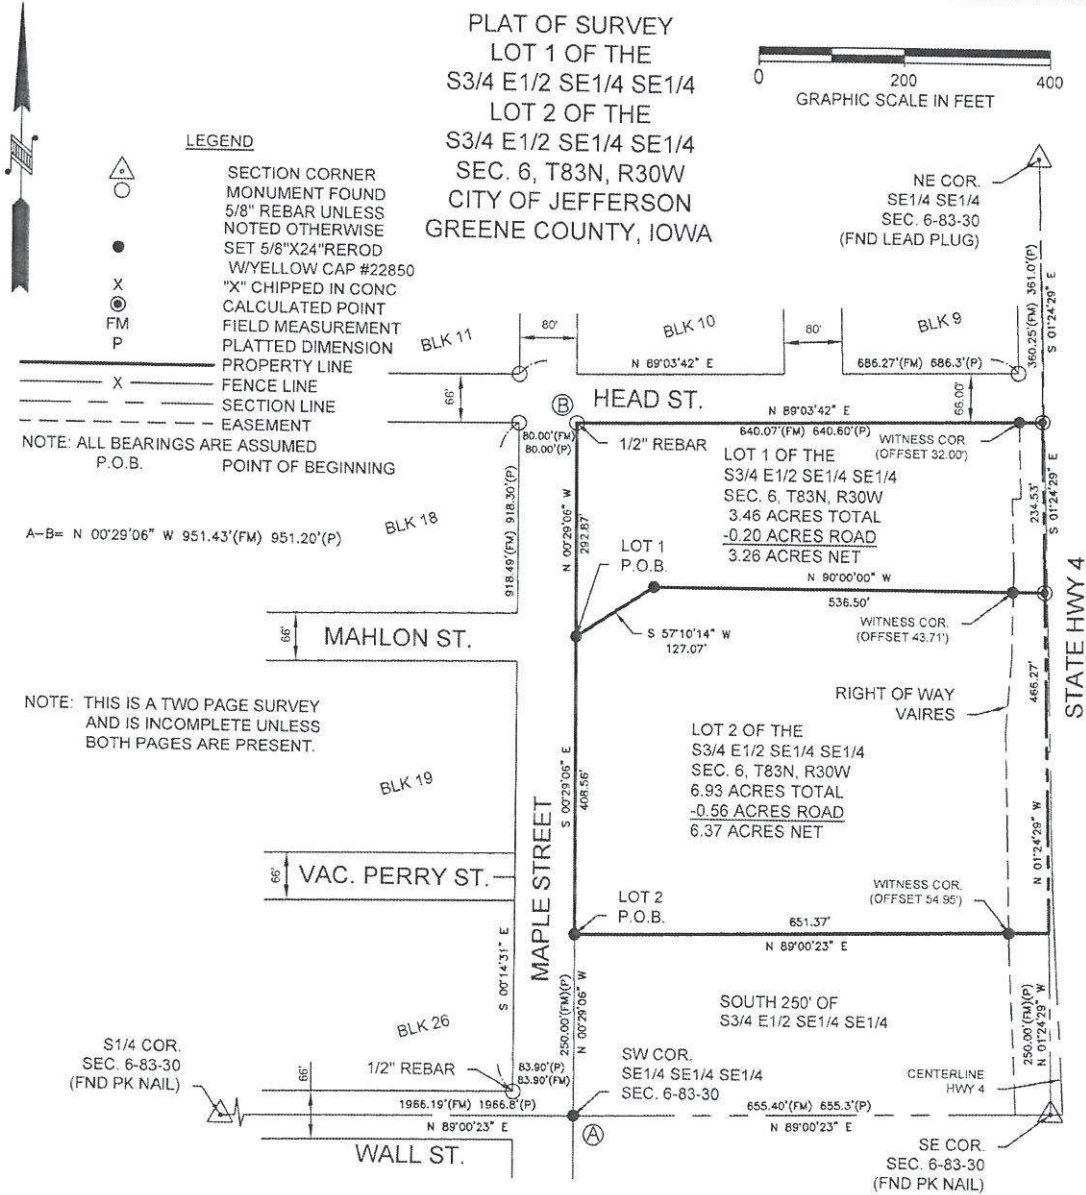 PLAT OF SURVEY
LOT 1 OF THE
S3/4 E1/2 SE1/4 SE1/4
LOT 2 OF THE
S3/4 E1/2 SE1/4 SE1/4
SEC. 6, T83N, R30W
CITY OF JEFFERSON
GREENE COUNTY, IOWA
0 200 400
GRAPHIC SCALE IN FEET
LEGEND
SECTION CORNER
MONUMENT FOUND
5/8" REBAR UNLESS
NOTED OTHERWISE
SET 5/8"X24"REROD
W/YELLOW CAP #22850
X "X" CHIPPED IN CONC
CALCULATED POINT
FM FIELD MEASUREMENT
P PLATTED DIMENSION
PROPERTY LINE
X FENCE LINE
SECTION LINE
EASEMENT
NOTE: ALL BEARINGS ARE ASSUMED
P.O.B. POINT OF BEGINNING
A-B= N 00°29'06" W 951.43'(FM) 951.20'(P)
NE COR.
SE1/4 SE1/4
SEC. 6-83-30
(FND LEAD PLUG)
360.25'(FM) 361.0'(P)
S 01°24'29" E
BLK 11
80'
BLK 10
80'
BLK 9
N 89°03'42" E
686.27'(FM) 686.3'(P)
66'
B
HEAD ST.
66.00'
N 89°03'42" E
640.07'(FM) 640.60'(P)
80.00'(FM)
80.00'(P)
1/2" REBAR
WITNESS COR.
(OFFSET 32.00')
LOT 1 OF THE
S3/4 E1/2 SE1/4 SE1/4
SEC. 6, T83N, R30W
3.46 ACRES TOTAL
-0.20 ACRES ROAD
3.26 ACRES NET
234.53'
S 01°24'29" E
BLK 18
918.49'(FM) 918.30'(P)
N 00°29'06" W
292.87'
LOT 1
P.O.B.
N 90°00'00" W
536.50'
S 57°10'14" W
127.07'
WITNESS COR.
(OFFSET 43.71')
66'
MAHLON ST.
NOTE: THIS IS A TWO PAGE SURVEY
AND IS INCOMPLETE UNLESS
BOTH PAGES ARE PRESENT.
RIGHT OF WAY
VAIRES
466.27'
STATE HWY 4
LOT 2 OF THE
S3/4 E1/2 SE1/4 SE1/4
SEC. 6, T83N, R30W
6.93 ACRES TOTAL
-0.56 ACRES ROAD
6.37 ACRES NET
BLK 19
S 00°29'06" E
408.56'
N 01°24'29" W
66'
VAC. PERRY ST.
MAPLE STREET
LOT 2
P.O.B.
WITNESS COR.
(OFFSET 54.95')
651.37'
N 89°00'23" E
S 00°14'31" E
250.00'(FM)(P)
N 00°29'06" W
SOUTH 250' OF
S3/4 E1/2 SE1/4 SE1/4
250.00'(FM)(P)
N 01°24'29" W
BLK 26
S1/4 COR.
SEC. 6-83-30
(FND PK NAIL)
66'
1/2" REBAR
83.90'(P)
83.90'(FM)
SW COR.
SE1/4 SE1/4 SE1/4
SEC. 6-83-30
CENTERLINE
HWY 4
1966.19'(FM) 1966.8'(P)
N 89°00'23" E
655.40'(FM) 655.3'(P)
N 89°00'23" E
A
WALL ST.
SE COR.
SEC. 6-83-30
(FND PK NAIL)